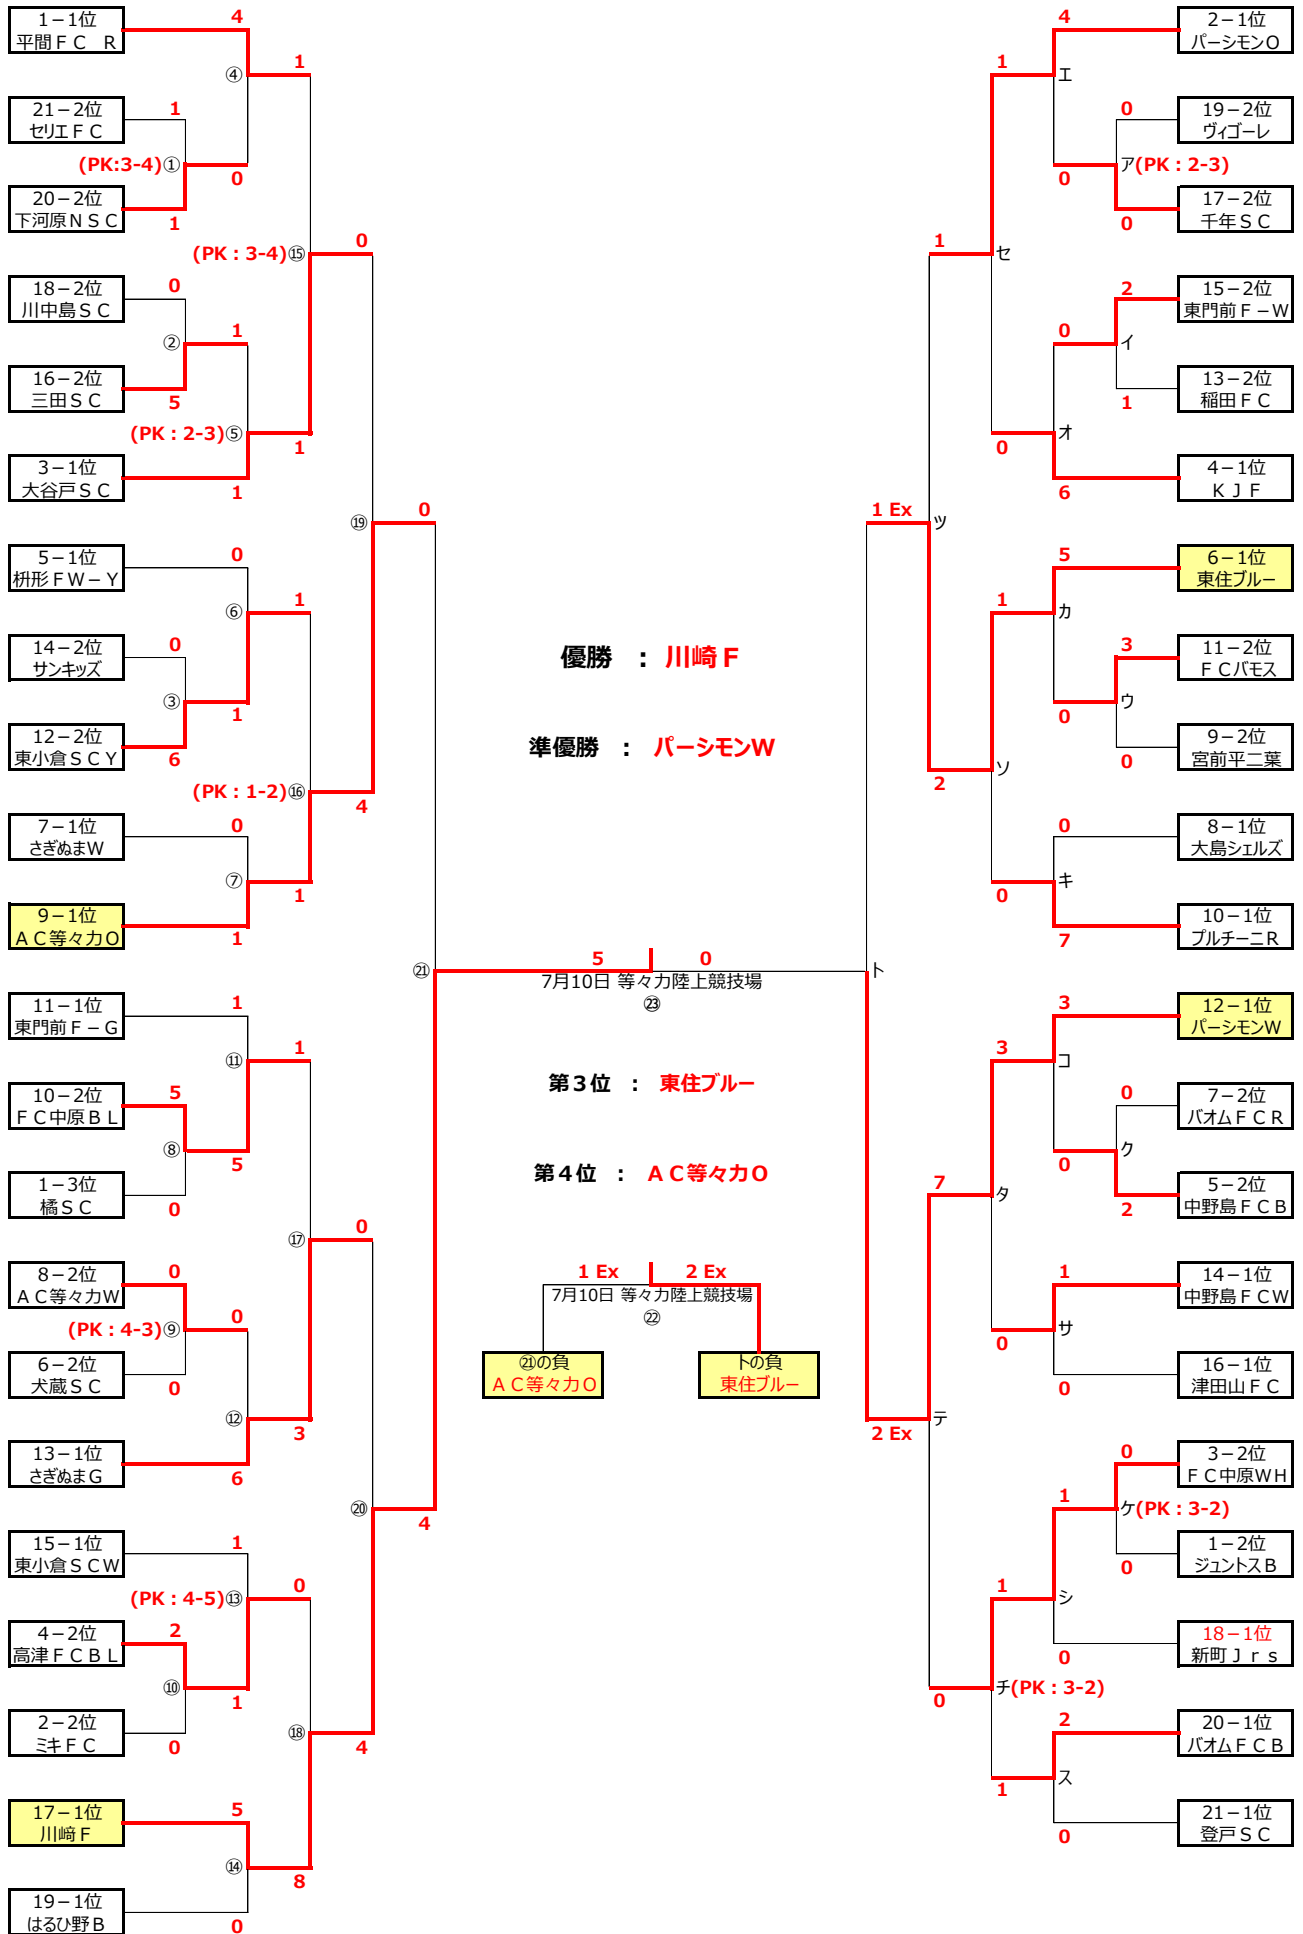 1－1位
平間ＦＣ　Ｒ
4
④
1
21－2位
セリエＦＣ
1
(PK:3-4)①
0
20－2位
下河原ＮＳＣ
1
(PK：3-4)⑮
0
18－2位
川中島ＳＣ
0
②
1
16－2位
三田ＳＣ
5
(PK：2-3)⑤
1
3－1位
大谷戸ＳＣ
1
⑲
0
5－1位
枡形ＦＷ－Ｙ
0
⑥
1
14－2位
サンキッズ
0
③
1
12－2位
東小倉ＳＣＹ
6
(PK：1-2)⑯
4
7－1位
さぎぬまＷ
0
⑦
1
9－1位
ＡＣ等々力Ｏ
1
㉑
11－1位
東門前Ｆ－Ｇ
1
⑪
1
10－2位
ＦＣ中原ＢＬ
5
⑧
5
1－3位
橘ＳＣ
0
⑰
0
8－2位
ＡＣ等々力Ｗ
0
(PK：4-3)⑨
0
6－2位
犬蔵ＳＣ
0
⑫
3
13－1位
さぎぬまＧ
6
⑳
4
15－1位
東小倉ＳＣＷ
1
(PK：4-5)⑬
0
4－2位
高津ＦＣＢＬ
2
⑩
1
2－2位
ミキＦＣ
0
⑱
4
17－1位
川崎Ｆ
5
⑭
8
19－1位
はるひ野Ｂ
0
優勝　：　川崎Ｆ
準優勝　：　パーシモンＷ
5
0
7月10日 等々力陸上競技場
㉓
第３位　：　東住ブルー
第４位　：　ＡＣ等々力Ｏ
1 Ex
2 Ex
7月10日 等々力陸上競技場
㉒
㉑の負
ＡＣ等々力Ｏ
トの負
東住ブルー
4
2－1位
パーシモンＯ
1
エ
0
19－2位
ヴィゴーレ
ア(PK：2-3)
0
17－2位
千年ＳＣ
0
1
セ
2
15－2位
東門前Ｆ－Ｗ
0
イ
13－2位
稲田ＦＣ
1
オ
0
4－1位
ＫＪＦ
6
1 Ex
ツ
5
6－1位
東住ブルー
1
カ
3
11－2位
ＦＣバモス
ウ
0
9－2位
宮前平二葉
0
ソ
2
0
8－1位
大島シェルズ
キ
0
10－1位
プルチーニＲ
7
ト
3
12－1位
パーシモンＷ
3
コ
0
7－2位
バオムＦＣＲ
ク
0
5－2位
中野島ＦＣＢ
2
7
タ
1
14－1位
中野島ＦＣＷ
サ
0
16－1位
津田山ＦＣ
0
テ
2 Ex
0
3－2位
ＦＣ中原ＷＨ
1
ケ(PK：3-2)
1－2位
ジュントスＢ
0
1
シ
18－1位
新町Ｊｒｓ
0
チ(PK：3-2)
0
2
20－1位
バオムＦＣＢ
ス
1
21－1位
登戸ＳＣ
0